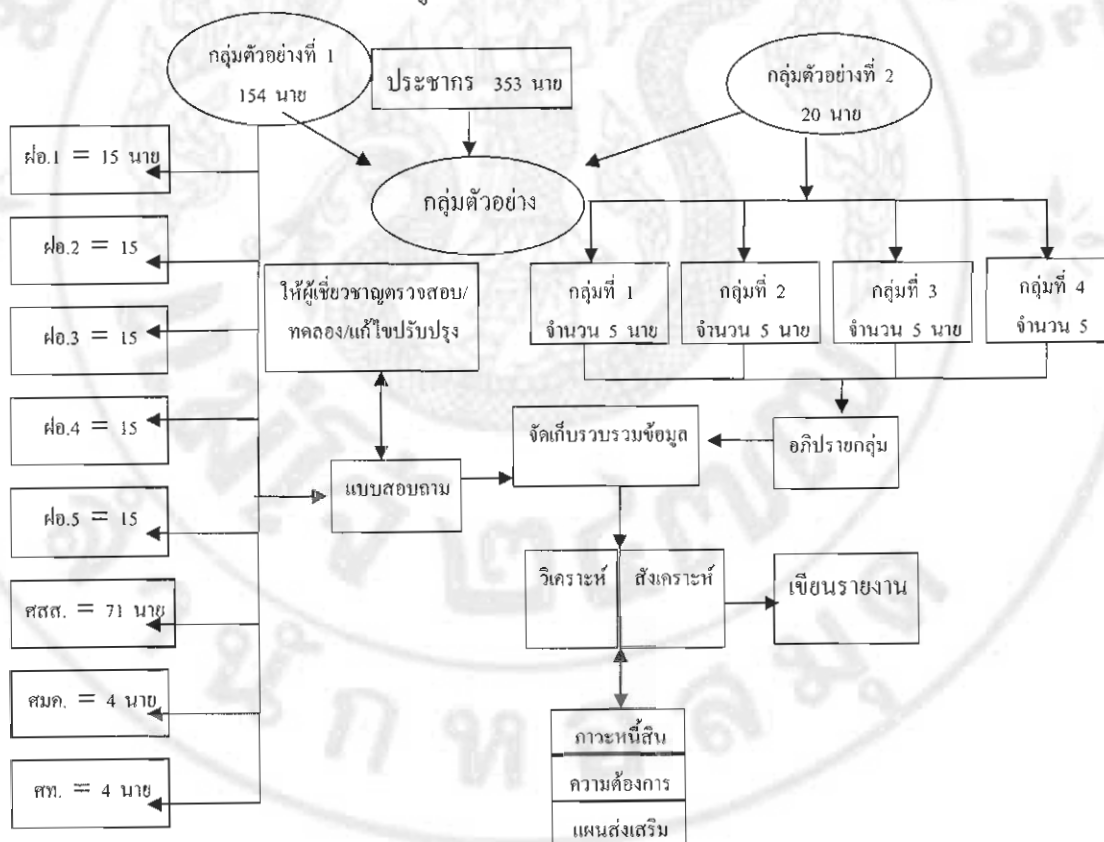 กลุ่มตัวอย่างที่ 1
154 นาย
ประชากร 353 นาย
กลุ่มตัวอย่างที่ 2
20 นาย
กลุ่มตัวอย่าง
ฝอ.1 = 15 นาย
ฝอ.2 = 15
ฝอ.3 = 15
ฝอ.4 = 15
ฝอ.5 = 15
ศสส. = 71 นาย
ศมค. = 4 นาย
ศท. = 4 นาย
ให้ผู้เชี่ยวชาญตรวจสอบ/
ทดลอง/แก้ไขปรับปรุง
กลุ่มที่ 1
จำนวน 5 นาย
กลุ่มที่ 2
จำนวน 5 นาย
กลุ่มที่ 3
จำนวน 5 นาย
กลุ่มที่ 4
จำนวน 5
แบบสอบถาม
จัดเก็บรวบรวมข้อมูล
อภิปรายกลุ่ม
วิเคราะห์
สังเคราะห์
เขียนรายงาน
ภาวะหนี้สิน
ความต้องการ
แผนส่งเสริม